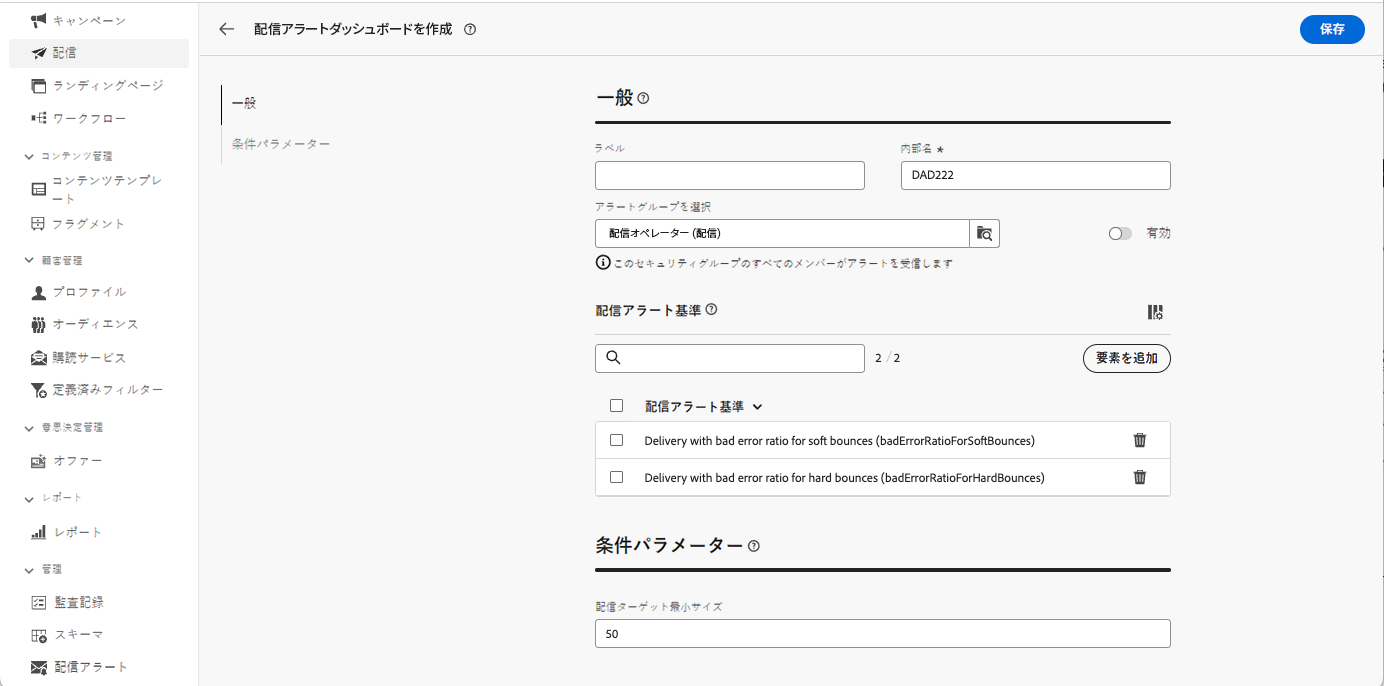 キャンペーン
配信
ランディングページ
ワークフロー
コンテンツ管理
コンテンツテンプレ
ート
フラグメント
顧客管理
プロファイル
オーディエンス
購読サービス
定義済みフィルター
意思決定管理
オファー
レポート
レポート
管理
監査記録
スキーマ
配信アラート
配信アラートダッシュボードを作成
保存
一般
条件パラメーター
一般
ラベル
内部名 *
DAD222
アラートグループを選択
配信オペレーター (配信)
有効
このセキュリティグループのすべてのメンバーがアラートを受信します
配信アラート基準
2 / 2
要素を追加
配信アラート基準
Delivery with bad error ratio for soft bounces (badErrorRatioForSoftBounces)
Delivery with bad error ratio for hard bounces (badErrorRatioForHardBounces)
条件パラメーター
配信ターゲット最小サイズ
50